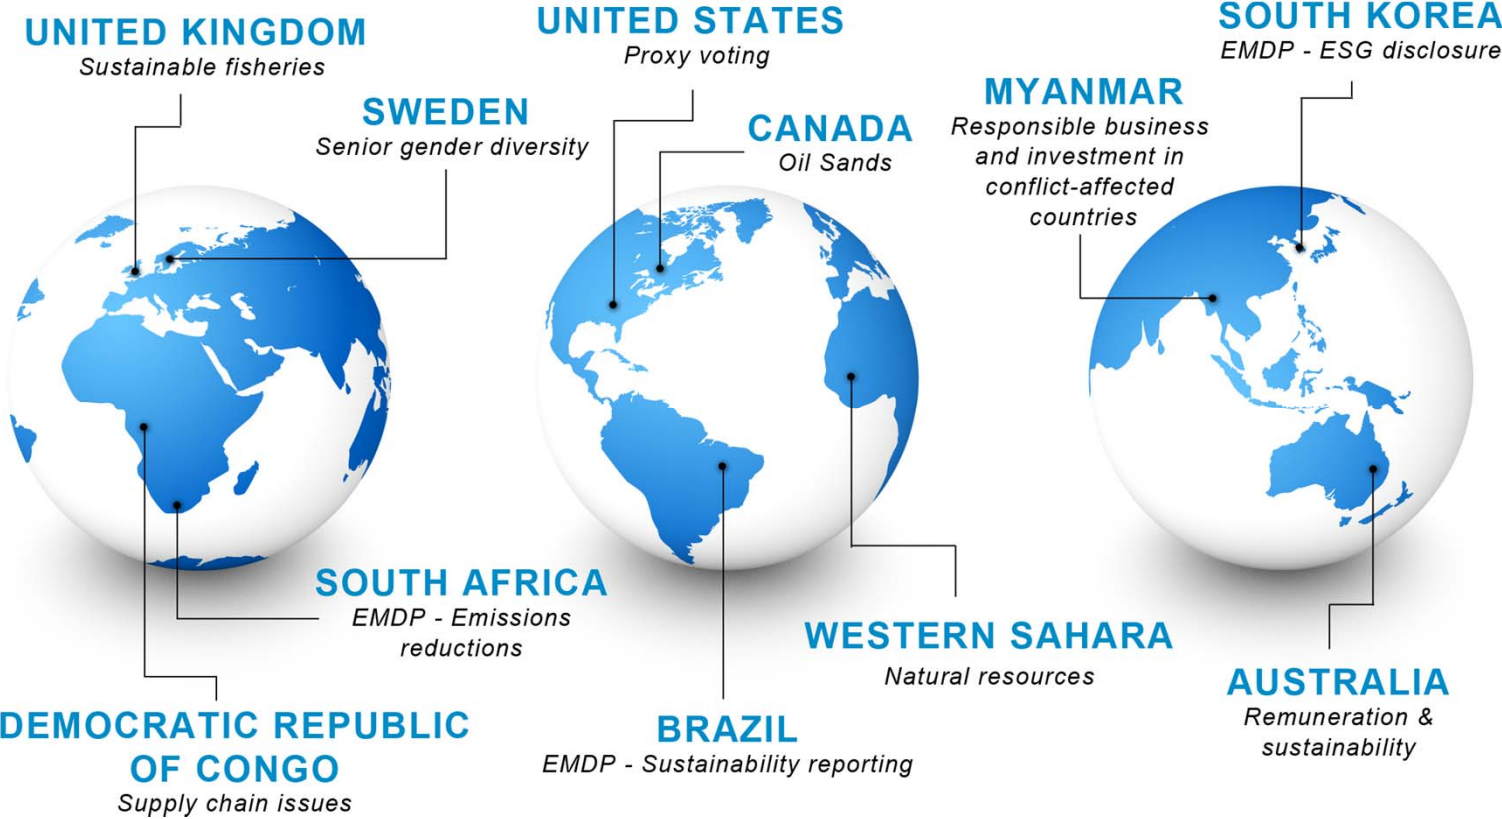 UNITED KINGDOM
Sustainable fisheries
SWEDEN
Senior gender diversity
UNITED STATES
Proxy voting
CANADA
Oil Sands
SOUTH KOREA
EMDP - ESG disclosure
MYANMAR
Responsible business
and investment in
conflict-affected
countries
SOUTH AFRICA
EMDP - Emissions
reductions
DEMOCRATIC REPUBLIC
OF CONGO
Supply chain issues
BRAZIL
EMDP - Sustainability reporting
WESTERN SAHARA
Natural resources
AUSTRALIA
Remuneration &
sustainability